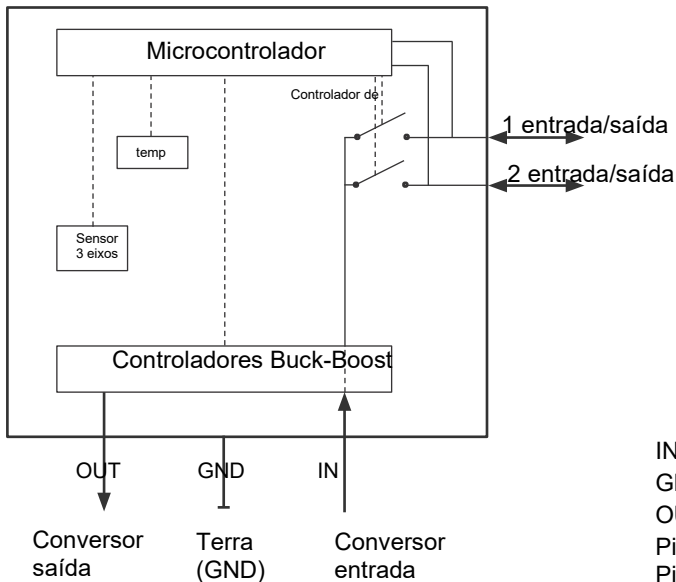 Microcontrolador
Controlador de
1 entrada/saída
temp
2 entrada/saída
Sensor
3 eixos
Controladores Buck-Boost
OUT
GND
IN
Conversor
saída
Terra
(GND)
Conversor
entrada
IN